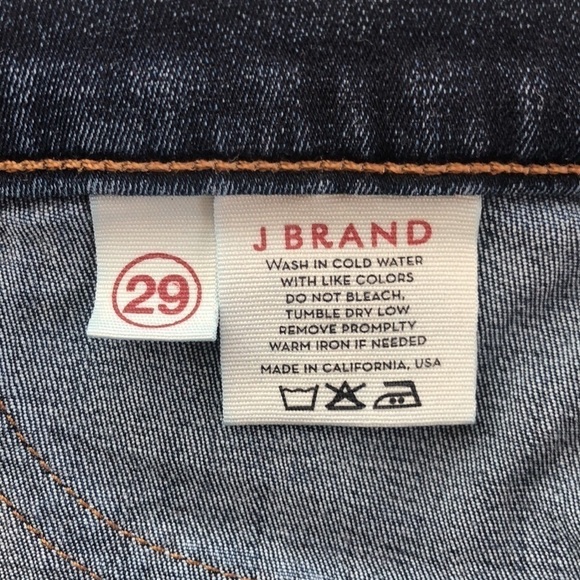 29
J BRAND
WASH IN COLD WATER
WITH LIKE COLORS
DO NOT BLEACH,
TUMBLE DRY LOW
REMOVE PROMPTLY
WARM IRON IF NEEDED
MADE IN CALIFORNIA, USA